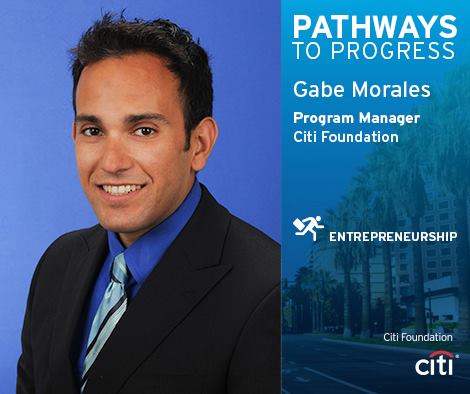 PATHWAYS
TO PROGRESS
Gabe Morales
Program Manager
Citi Foundation
ENTREPRENEURSHIP
Citi Foundation
citi®